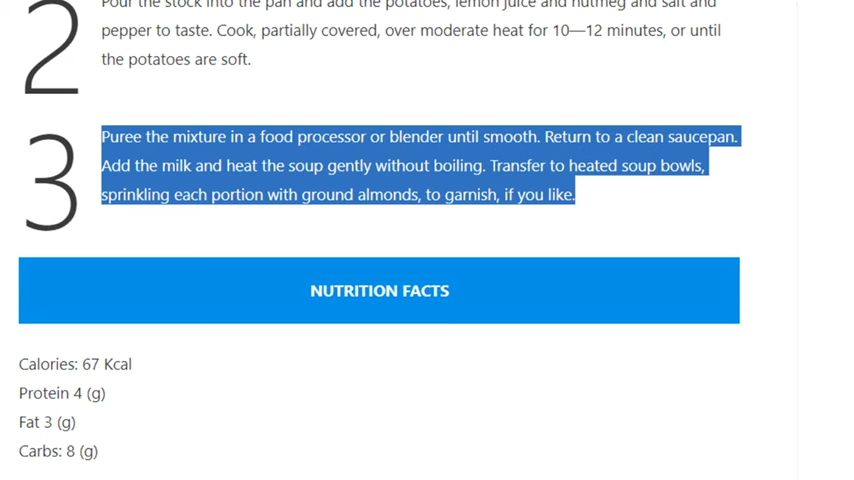 2
Pour the stock into the pan and add the potatoes, lemon juice and nutmeg and salt and
pepper to taste. Cook, partially covered, over moderate heat for 10—12 minutes, or until
the potatoes are soft.
3
Puree the mixture in a food processor or blender until smooth. Return to a clean saucepan.
Add the milk and heat the soup gently without boiling. Transfer to heated soup bowls,
sprinkling each portion with ground almonds, to garnish, if you like.
NUTRITION FACTS
Calories: 67 Kcal
Protein 4 (g)
Fat 3 (g)
Carbs: 8 (g)